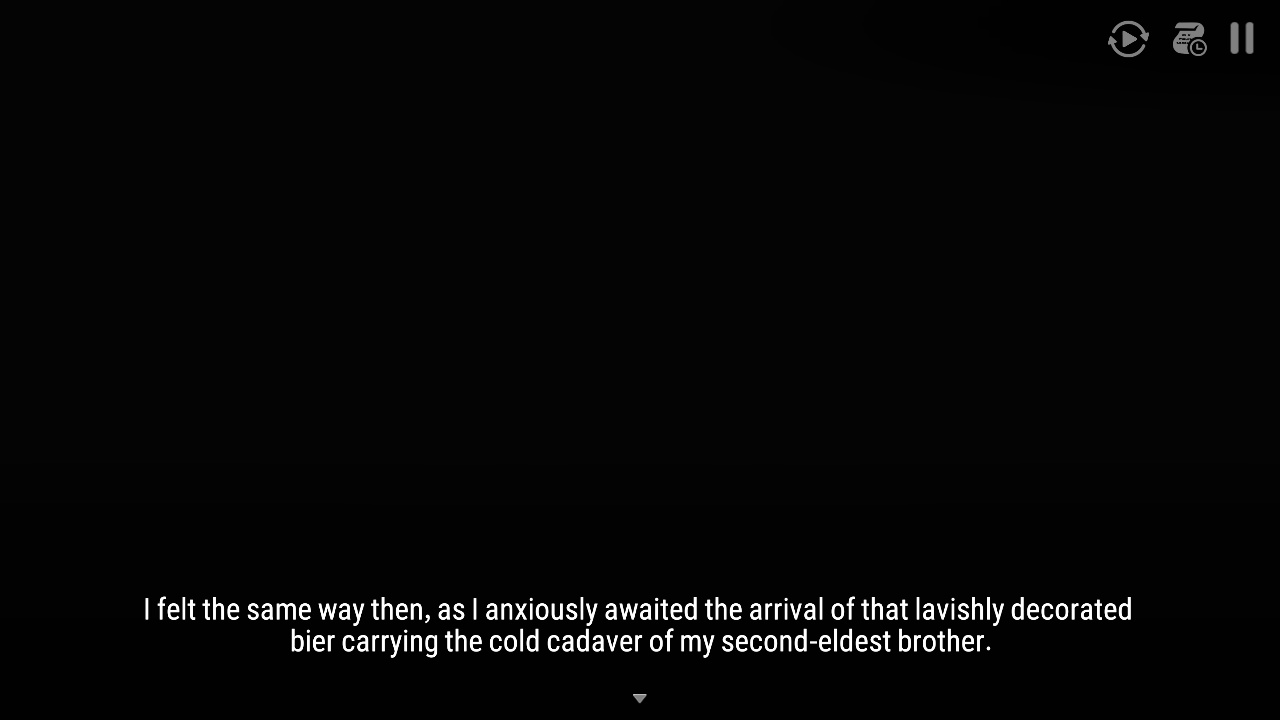 I felt the same way then, as I anxiously awaited the arrival of that lavishly decorated
bier carrying the cold cadaver of my second-eldest brother.